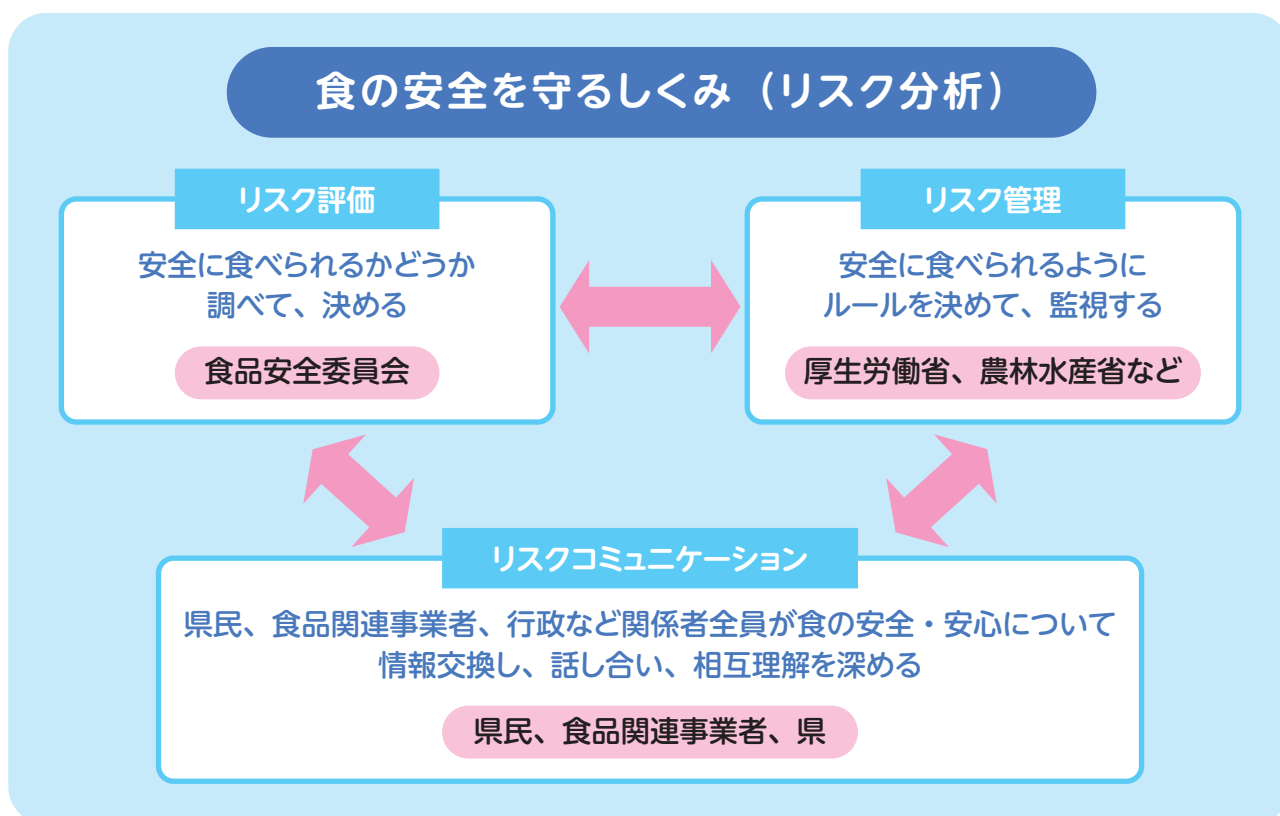 食の安全を守るしくみ（リスク分析）
リスク評価
安全に食べられるかどうか
調べて、決める
食品安全委員会
リスク管理
安全に食べられるように
ルールを決めて、監視する
厚生労働省、農林水産省など
リスクコミュニケーション
県民、食品関連事業者、行政など関係者全員が食の安全・安心について
情報交換し、話し合い、相互理解を深める
県民、食品関連事業者、県